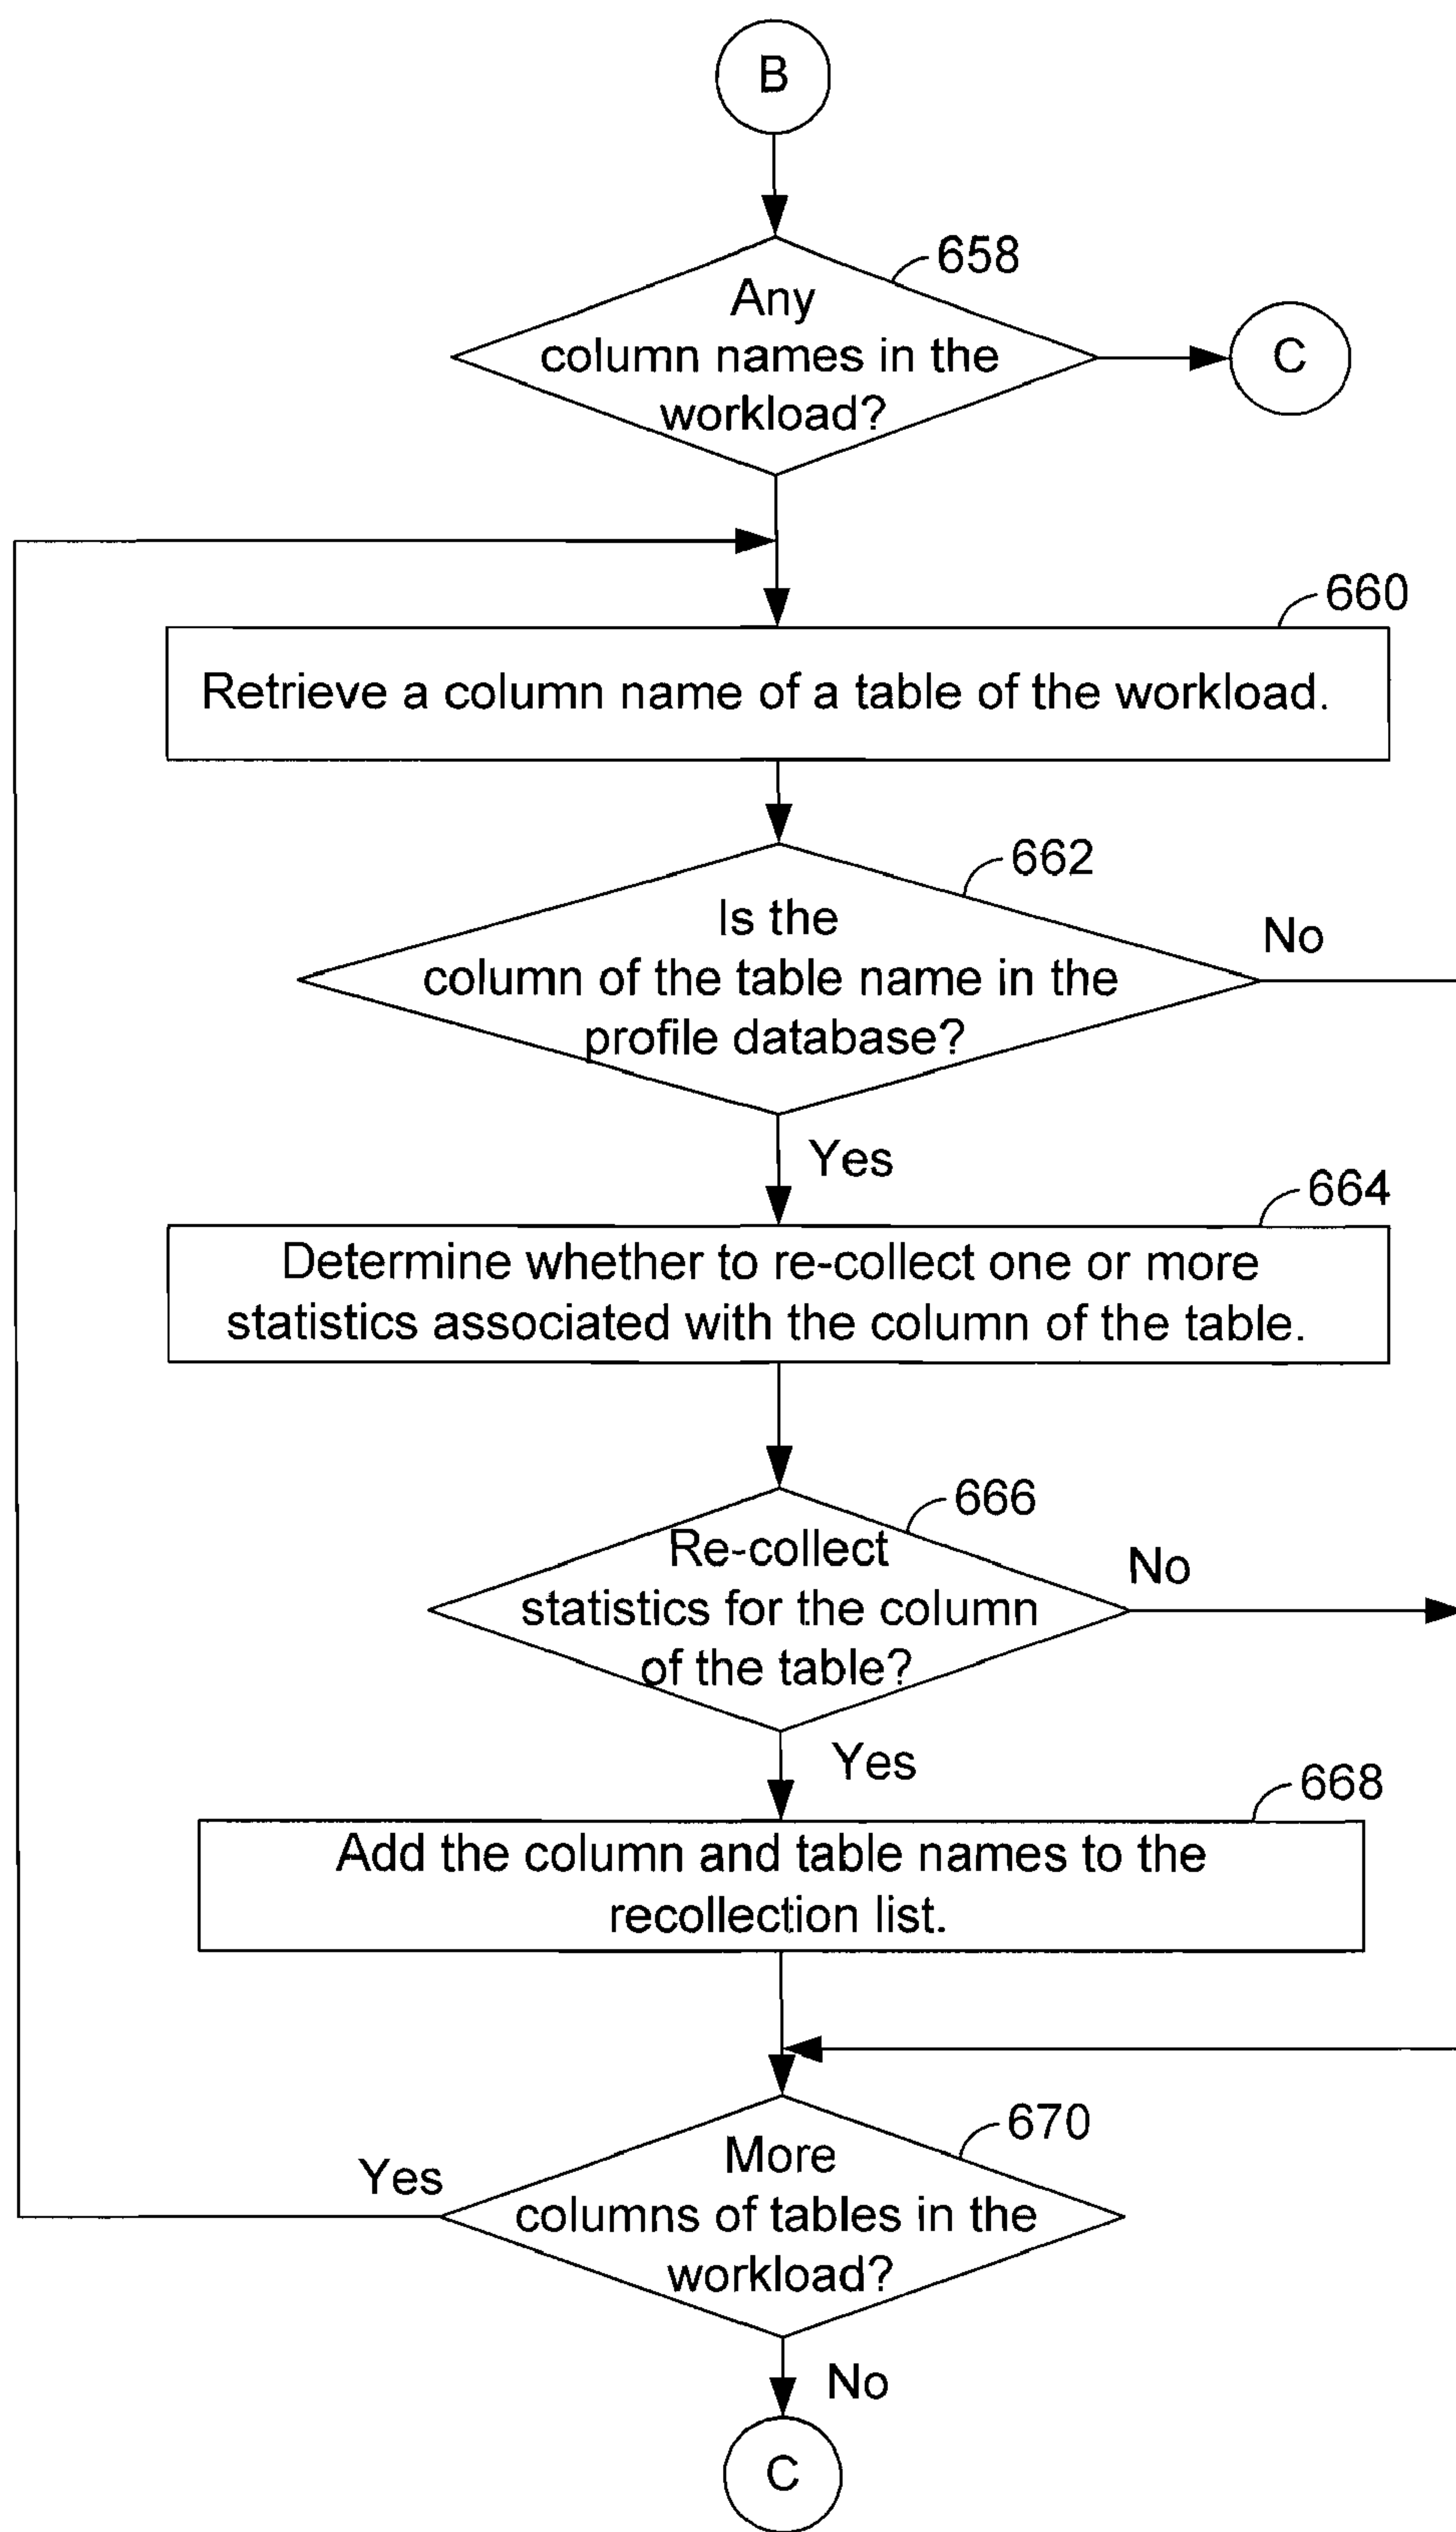 B
658
Any
column names in the
workload?
C
660
Retrieve a column name of a table of the workload.
662
Is the
column of the table name in the
profile database?
No
Yes
664
Determine whether to re-collect one or more
statistics associated with the column of the table.
666
Re-collect
statistics for the column
of the table?
No
Yes
668
Add the column and table names to the
recollection list.
670
More
columns of tables in the
workload?
Yes
No
C